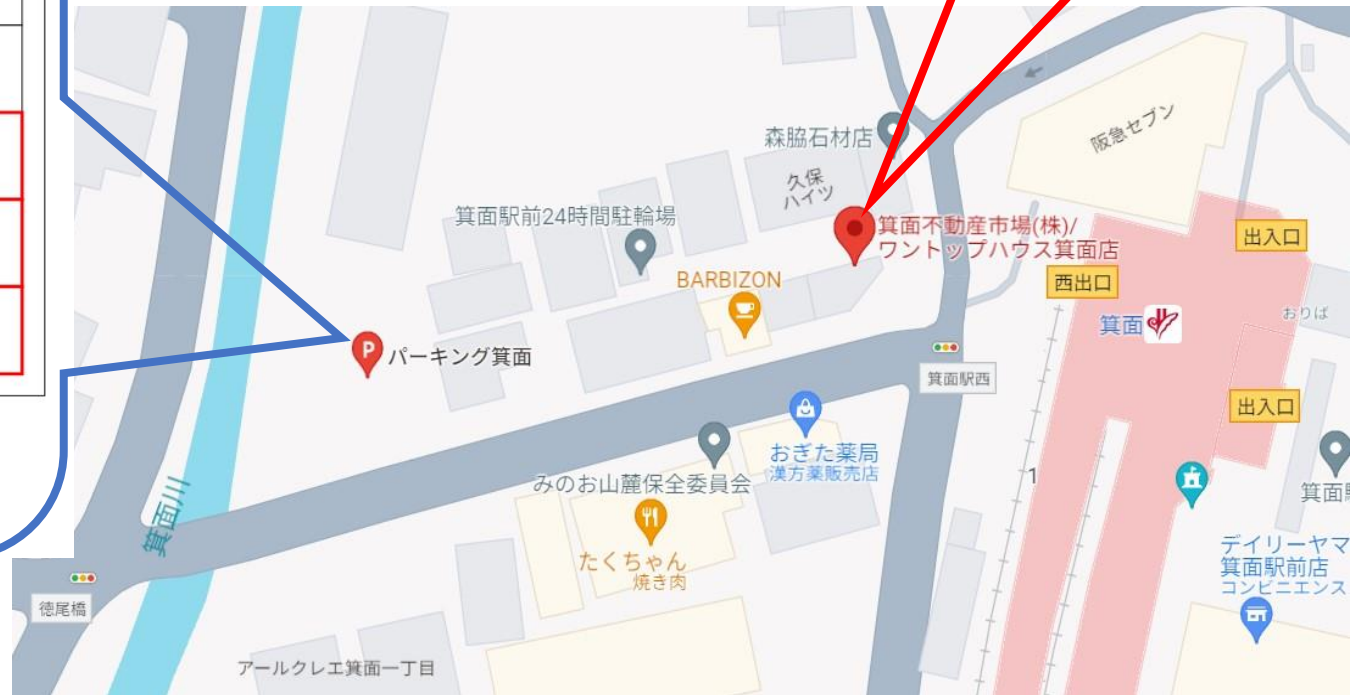 阪急セブン
森脇石材店
久保
ハイツ
箕面駅前24時間駐輪場
箕面不動産市場(株)/
ワントップハウス箕面店
出入口
西出口
BARBIZON
箕面
おりば
P
パーキング箕面
箕面駅西
出入口
おぎた薬局
漢方薬販売店
みのお山麓保全委員会
1
箕面川
たくちゃん
焼き肉
箕面
デイリーヤマ
箕面駅前店
コンビニエンス
徳尾橋
アールクレエ箕面一丁目